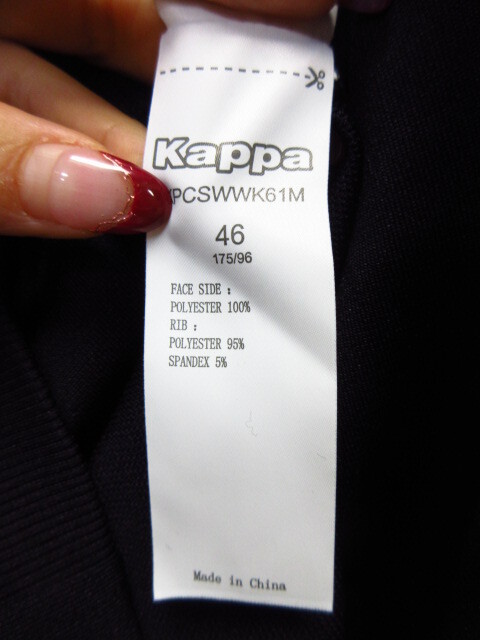 Kappa
PCSWWK61M
46
175/96
FACE SIDE :
POLYESTER 100%
RIB :
POLYESTER 95%
SPANDEX 5%
Made in China